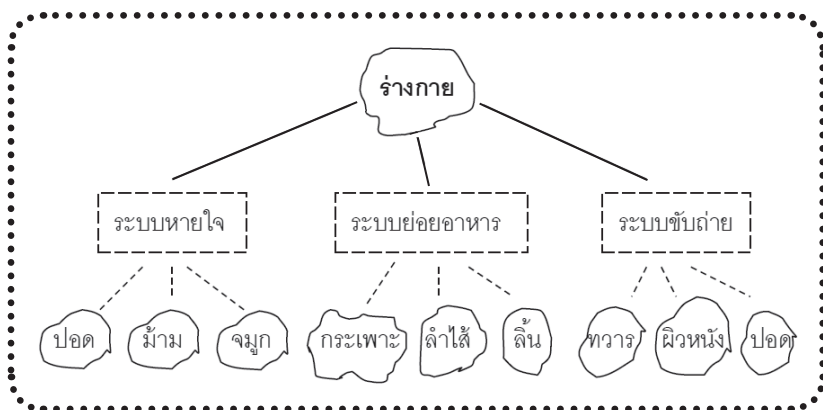 ร่างกาย
ระบบหายใจ ระบบย่อยอาหาร ระบบขับถ่าย
ปอด ม้าม จมูก กระเพาะ ลำไส้ ลิ้น ทวาร ผิวหนัง ปอด